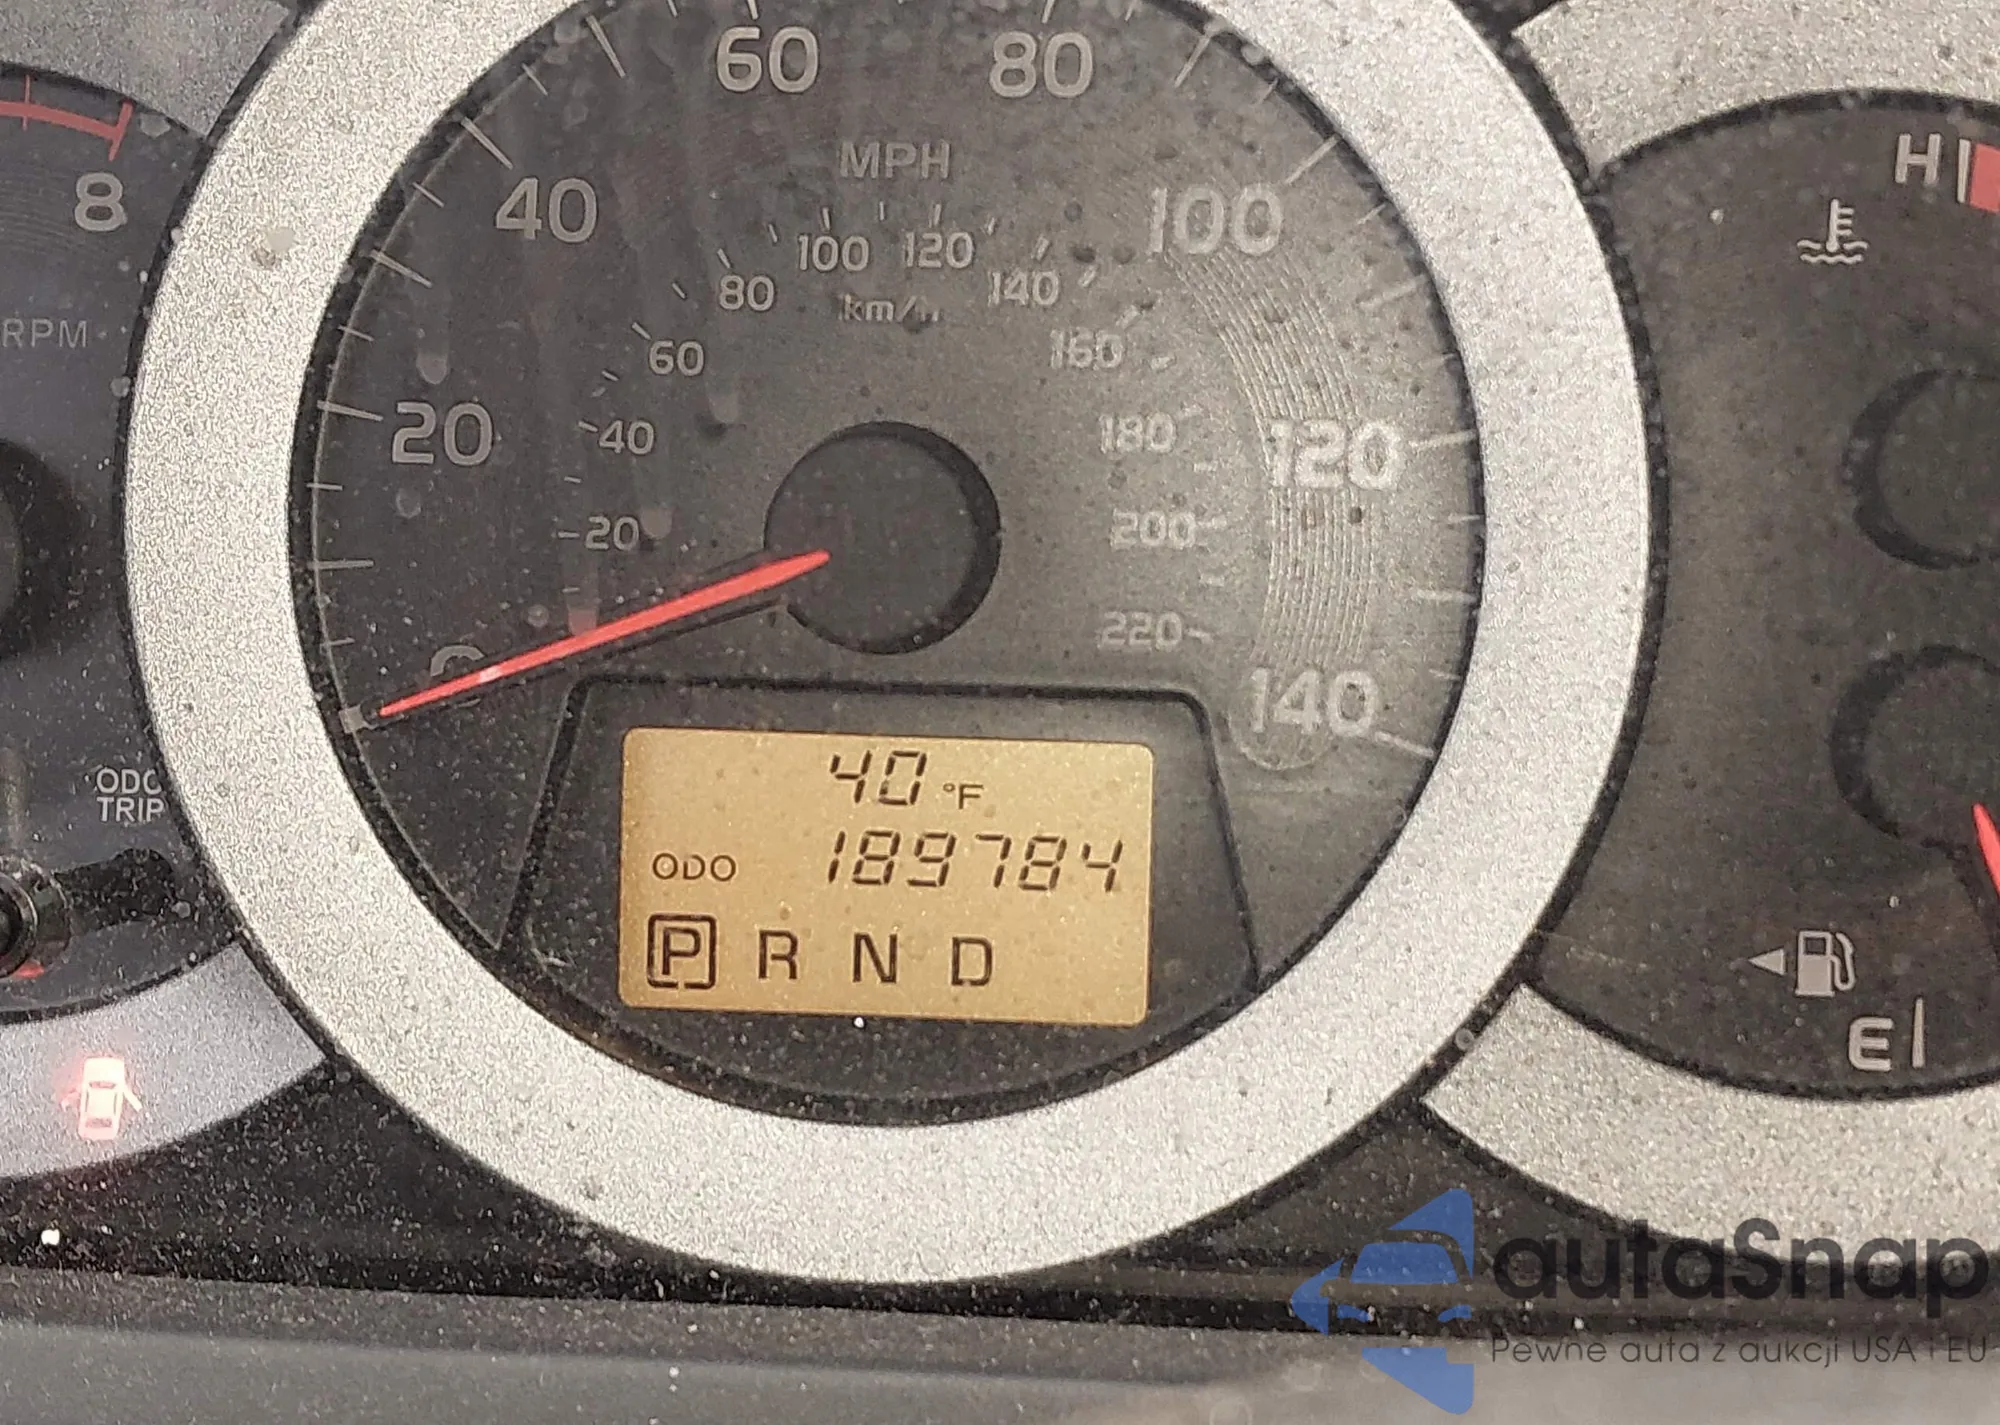 60 80
MPH
40 100
80 100 120 140
km/h
60 160
20 40 180 120
20 200
0 220 140
8
RPM
ODO
TRIP
40 °F
ODO 189784
P R N D
H
E
autaSnap
Pewne auta z aukcji USA i EU